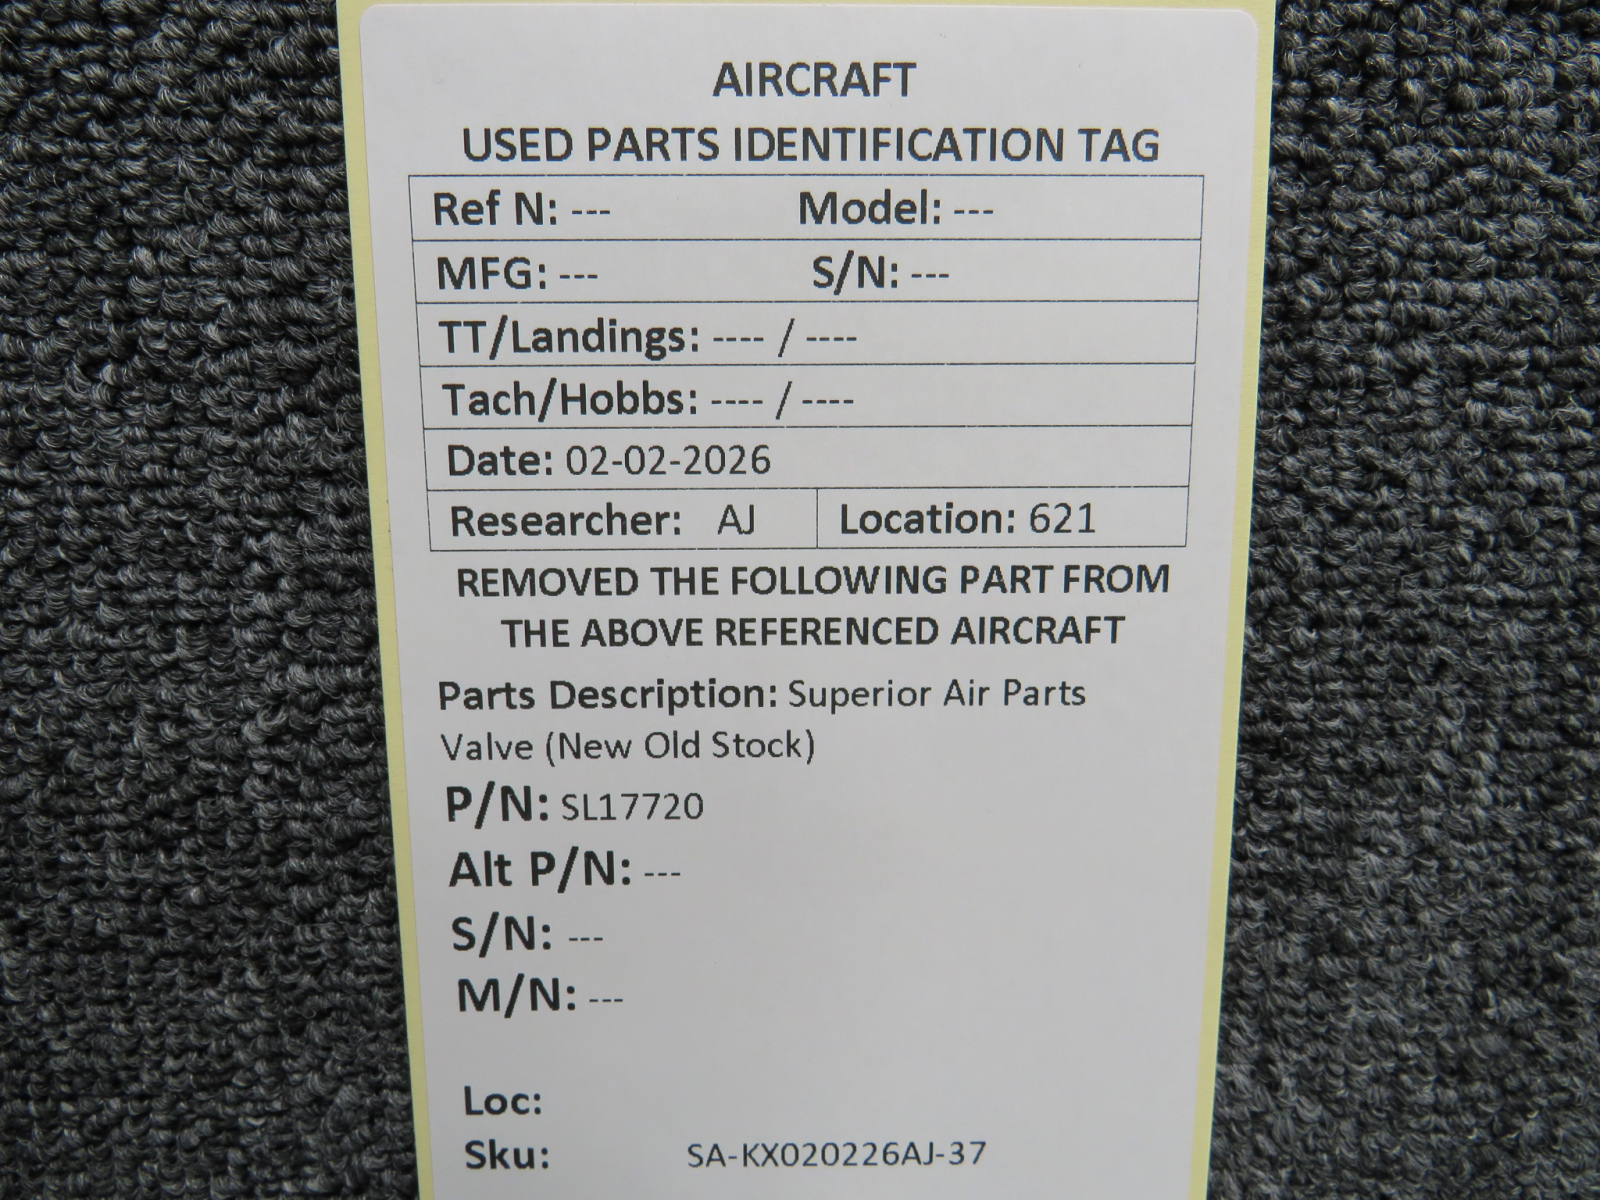 AIRCRAFT
USED PARTS IDENTIFICATION TAG
Ref N: --- Model: ---
MFG: --- S/N: ---
TT/Landings: ---- / ----
Tach/Hobbs: ---- / ----
Date: 02-02-2026
Researcher: AJ Location: 621
REMOVED THE FOLLOWING PART FROM
THE ABOVE REFERENCED AIRCRAFT
Parts Description: Superior Air Parts
Valve (New Old Stock)
P/N: SL17720
Alt P/N: ---
S/N: ---
M/N: ---
Loc:
Sku: SA-KX020226AJ-37